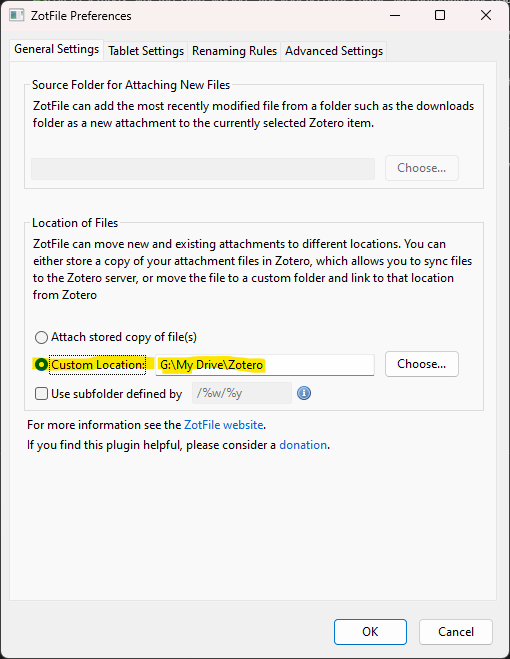 ZotFile Preferences
General Settings Tablet Settings Renaming Rules Advanced Settings
Source Folder for Attaching New Files
ZotFile can add the most recently modified file from a folder such as the downloads
folder as a new attachment to the currently selected Zotero item.
Choose...
Location of Files
ZotFile can move new and existing attachments to different locations. You can
either store a copy of your attachment files in Zotero, which allows you to sync files
to the Zotero server, or move the file to a custom folder and link to that location
from Zotero
Attach stored copy of file(s)
Custom Location: G:\My Drive\Zotero Choose...
Use subfolder defined by /%w/%y
For more information see the ZotFile website.
If you find this plugin helpful, please consider a donation.
OK Cancel